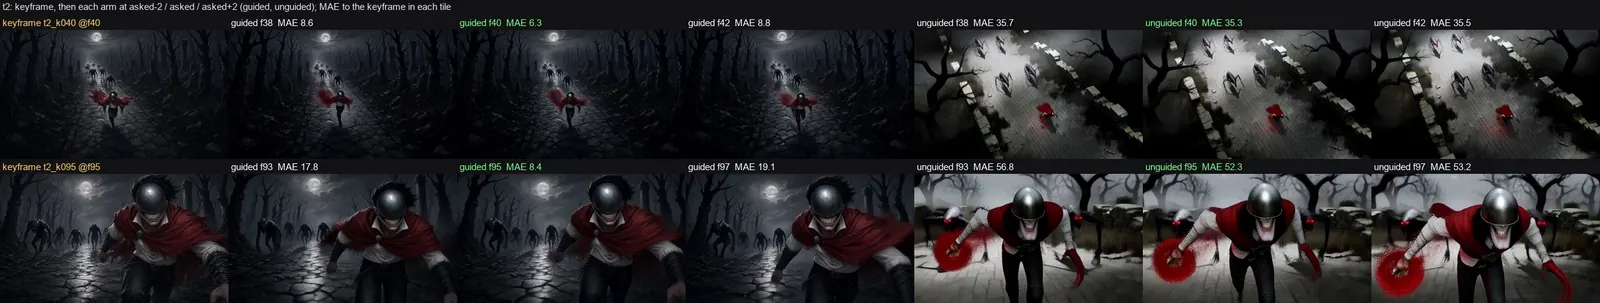 t2: keyframe, then each arm at asked-2 / asked / asked+2 (guided, unguided); MAE to the keyframe in each tile
keyframe t2_k040 @f40 guided f38 MAE 8.6 guided f40 MAE 6.3 guided f42 MAE 8.8 unguided f38 MAE 35.7 unguided f40 MAE 35.3 unguided f42 MAE 35.5
keyframe t2_k095 @f95 guided f93 MAE 17.8 guided f95 MAE 8.4 guided f97 MAE 19.1 unguided f93 MAE 56.8 unguided f95 MAE 52.3 unguided f97 MAE 53.2